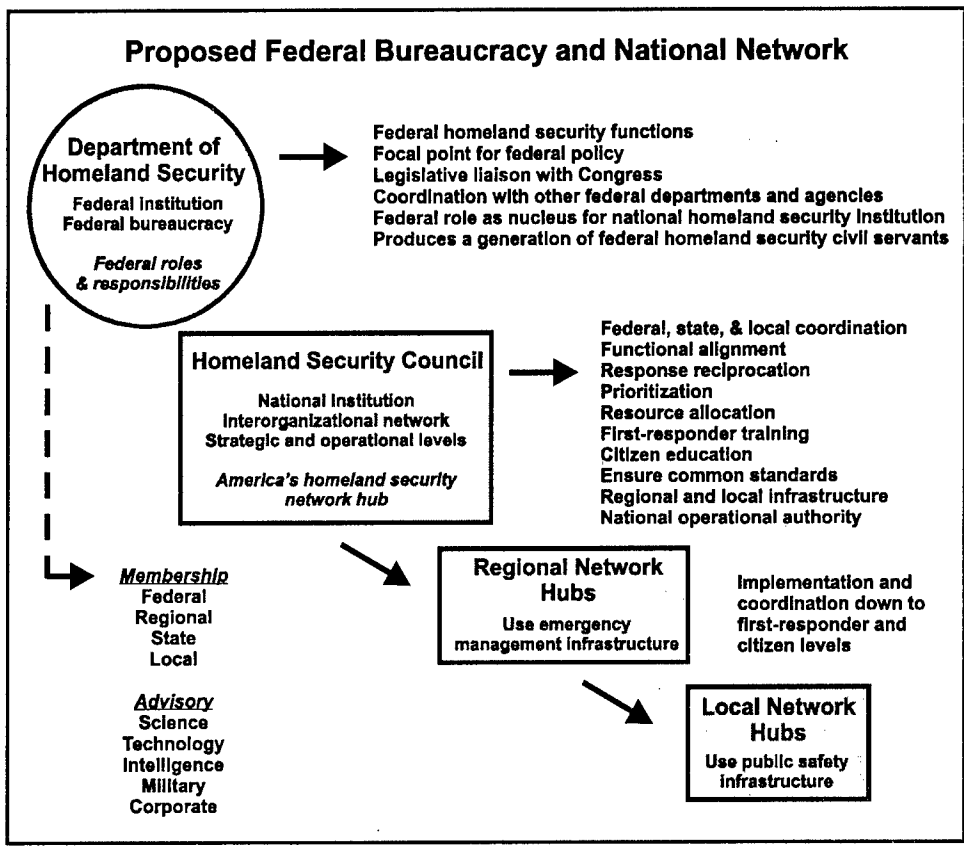 Proposed Federal Bureaucracy and National Network
Department of
Homeland Security
Federal Institution
Federal bureaucracy
Federal roles
& responsibilities
Federal homeland security functions
Focal point for federal policy
Legislative liaison with Congress
Coordination with other federal departments and agencies
Federal role as nucleus for national homeland security institution
Produces a generation of federal homeland security civil servants
Homeland Security Council
National Institution
Interorganizational network
Strategic and operational levels
America's homeland security
network hub
Federal, state, & local coordination
Functional alignment
Response reciprocation
Prioritization
Resource allocation
First-responder training
Citizen education
Ensure common standards
Regional and local infrastructure
National operational authority
Membership
Federal
Regional
State
Local
Advisory
Science
Technology
Intelligence
Military
Corporate
Regional Network
Hubs
Use emergency
management infrastructure
Implementation and
coordination down to
first-responder and
citizen levels
Local Network
Hubs
Use public safety
infrastructure